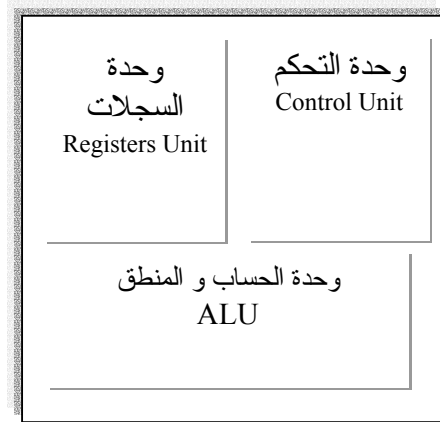 وحدة التحكم
Control Unit
وحدة
السجلات
Registers Unit
وحدة الحساب و المنطق
ALU